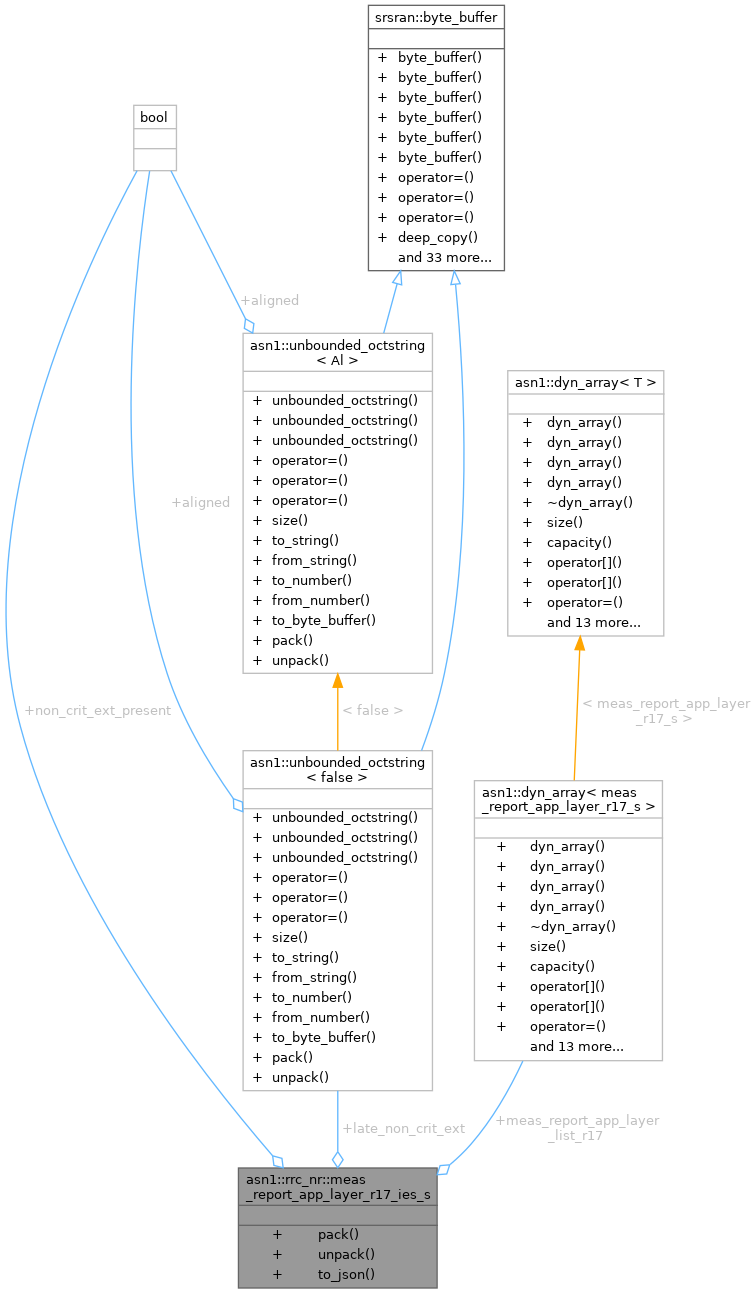 srsran::byte_buffer
+ byte_buffer()
+ byte_buffer()
+ byte_buffer()
+ byte_buffer()
+ byte_buffer()
+ byte_buffer()
+ operator=()
+ operator=()
+ operator=()
+ deep_copy()
and 33 more...
bool
+aligned
asn1::unbounded_octstring
< Al >
+ unbounded_octstring()
+ unbounded_octstring()
+ unbounded_octstring()
+ operator=()
+ operator=()
+ operator=()
+ size()
+ to_string()
+ from_string()
+ to_number()
+ from_number()
+ to_byte_buffer()
+ pack()
+ unpack()
asn1::dyn_array< T >
+ dyn_array()
+ dyn_array()
+ dyn_array()
+ dyn_array()
+ ~dyn_array()
+ size()
+ capacity()
+ operator[]()
+ operator[]()
+ operator=()
and 13 more...
+aligned
+non_crit_ext_present
< false >
< meas_report_app_layer
_r17_s >
asn1::unbounded_octstring
< false >
+ unbounded_octstring()
+ unbounded_octstring()
+ unbounded_octstring()
+ operator=()
+ operator=()
+ operator=()
+ size()
+ to_string()
+ from_string()
+ to_number()
+ from_number()
+ to_byte_buffer()
+ pack()
+ unpack()
asn1::dyn_array< meas
_report_app_layer_r17_s >
+ dyn_array()
+ dyn_array()
+ dyn_array()
+ dyn_array()
+ ~dyn_array()
+ size()
+ capacity()
+ operator[]()
+ operator[]()
+ operator=()
and 13 more...
+late_non_crit_ext
+meas_report_app_layer
_list_r17
asn1::rrc_nr::meas
_report_app_layer_r17_ies_s
+ pack()
+ unpack()
+ to_json()